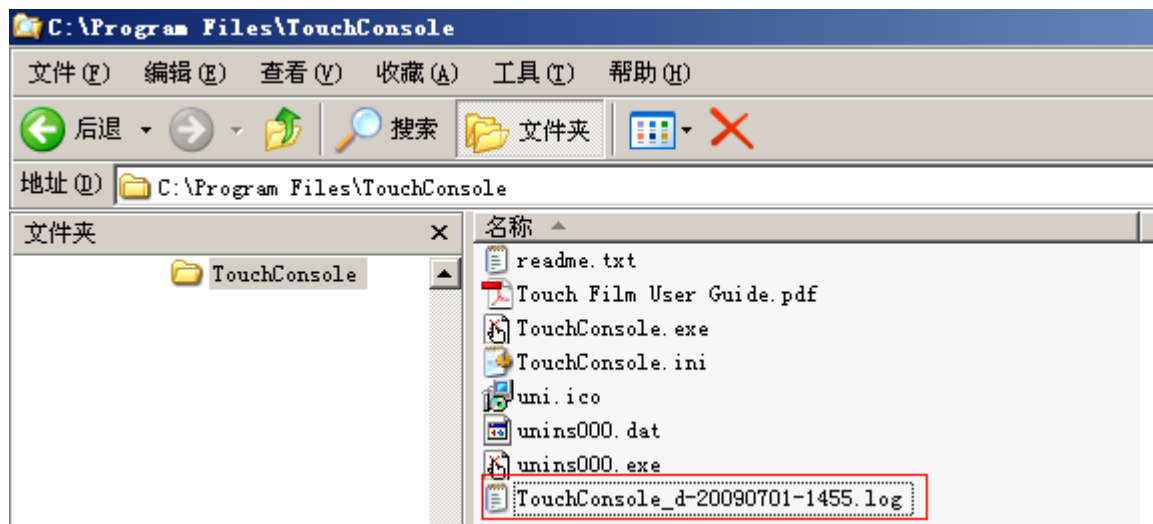 C:\Program Files\TouchConsole
文件(F) 编辑(E) 查看(V) 收藏(A) 工具(T) 帮助(H)
后退 搜索 文件夹
地址(D) C:\Program Files\TouchConsole
文件夹 名称
TouchConsole
readme.txt
Touch Film User Guide.pdf
TouchConsole.exe
TouchConsole.ini
uni.ico
unins000.dat
unins000.exe
TouchConsole_d-20090701-1455.log